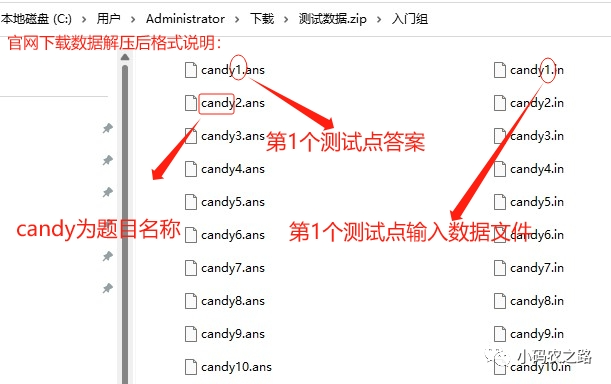 本地磁盘 (C:) > 用户 > Administrator > 下载 > 测试数据.zip > 入门组
官网下载数据解压后格式说明：
candy1.ans candy1.in
candy2.ans candy2.in
candy3.ans candy3.in
第1个测试点答案
candy4.ans candy4.in
candy5.ans candy5.in
candy为题目名称
第1个测试点输入数据文件
candy6.ans candy6.in
candy7.ans candy7.in
candy8.ans candy8.in
candy9.ans candy9.in
小码农之路
candy10.ans candy10.in